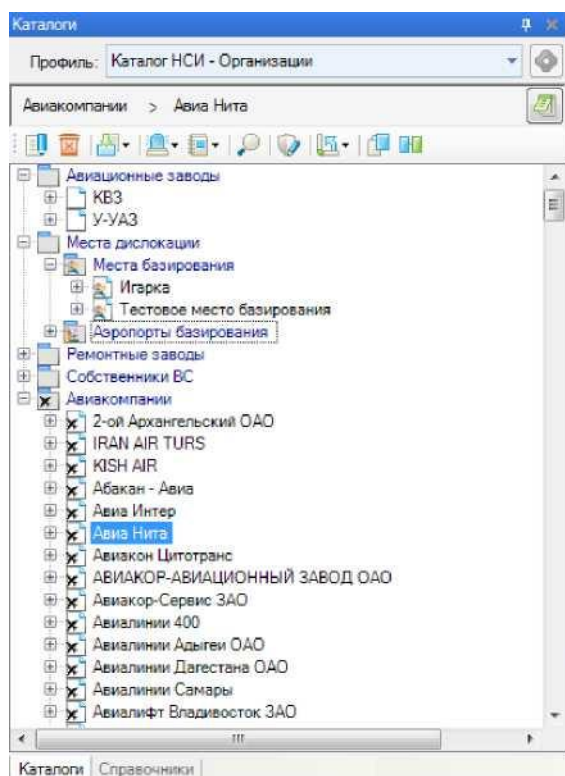 Каталоги
Профиль: Каталог НСИ - Организации
Авиакомпании > Авиа Нита
Авиационные заводы
КВЗ
У-УАЗ
Места дислокации
Места базирования
Игарка
Тестовое место базирования
Аэропорты базирования
Ремонтные заводы
Собственники ВС
Авиакомпании
2-ой Архангельский ОАО
IRAN AIR TURS
KISH AIR
Абакан - Авиа
Авиа Интер
Авиа Нита
Авиакон Цитотранс
АВИАКОР-АВИАЦИОННЫЙ ЗАВОД ОАО
Авиакор-Сервис ЗАО
Авиалинии 400
Авиалинии Адыгеи ОАО
Авиалинии Дагестана ОАО
Авиалинии Самары
Авиалифт Владивосток ЗАО
Каталоги Справочники